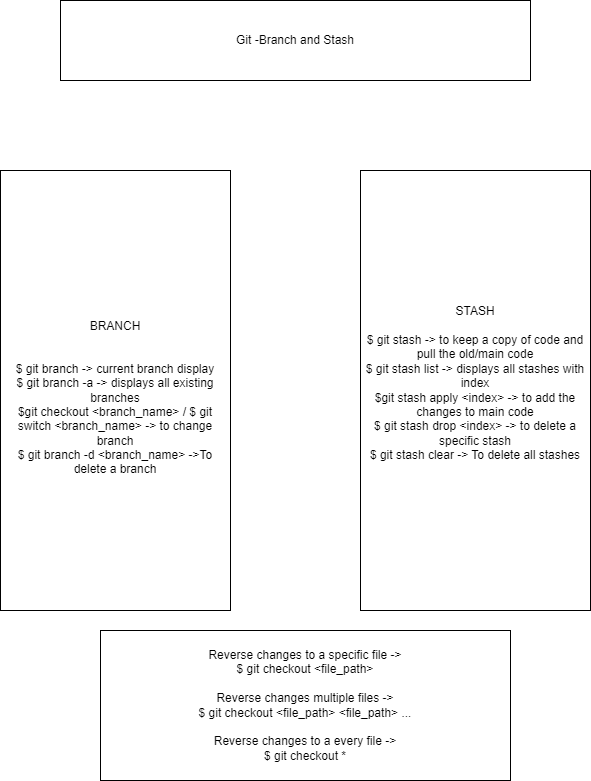 Git -Branch and Stash
BRANCH
$ git branch -> current branch display
$ git branch -a -> displays all existing
branches
$git checkout <branch_name> / $ git
switch <branch_name> -> to change
branch
$ git branch -d <branch_name> ->To
delete a branch
STASH
$ git stash -> to keep a copy of code and
pull the old/main code
$ git stash list -> displays all stashes with
index
$git stash apply <index> -> to add the
changes to main code
$ git stash drop <index> -> to delete a
specific stash
$ git stash clear -> To delete all stashes
Reverse changes to a specific file ->
$ git checkout <file_path>
Reverse changes multiple files ->
$ git checkout <file_path> <file_path> ...
Reverse changes to a every file ->
$ git checkout *